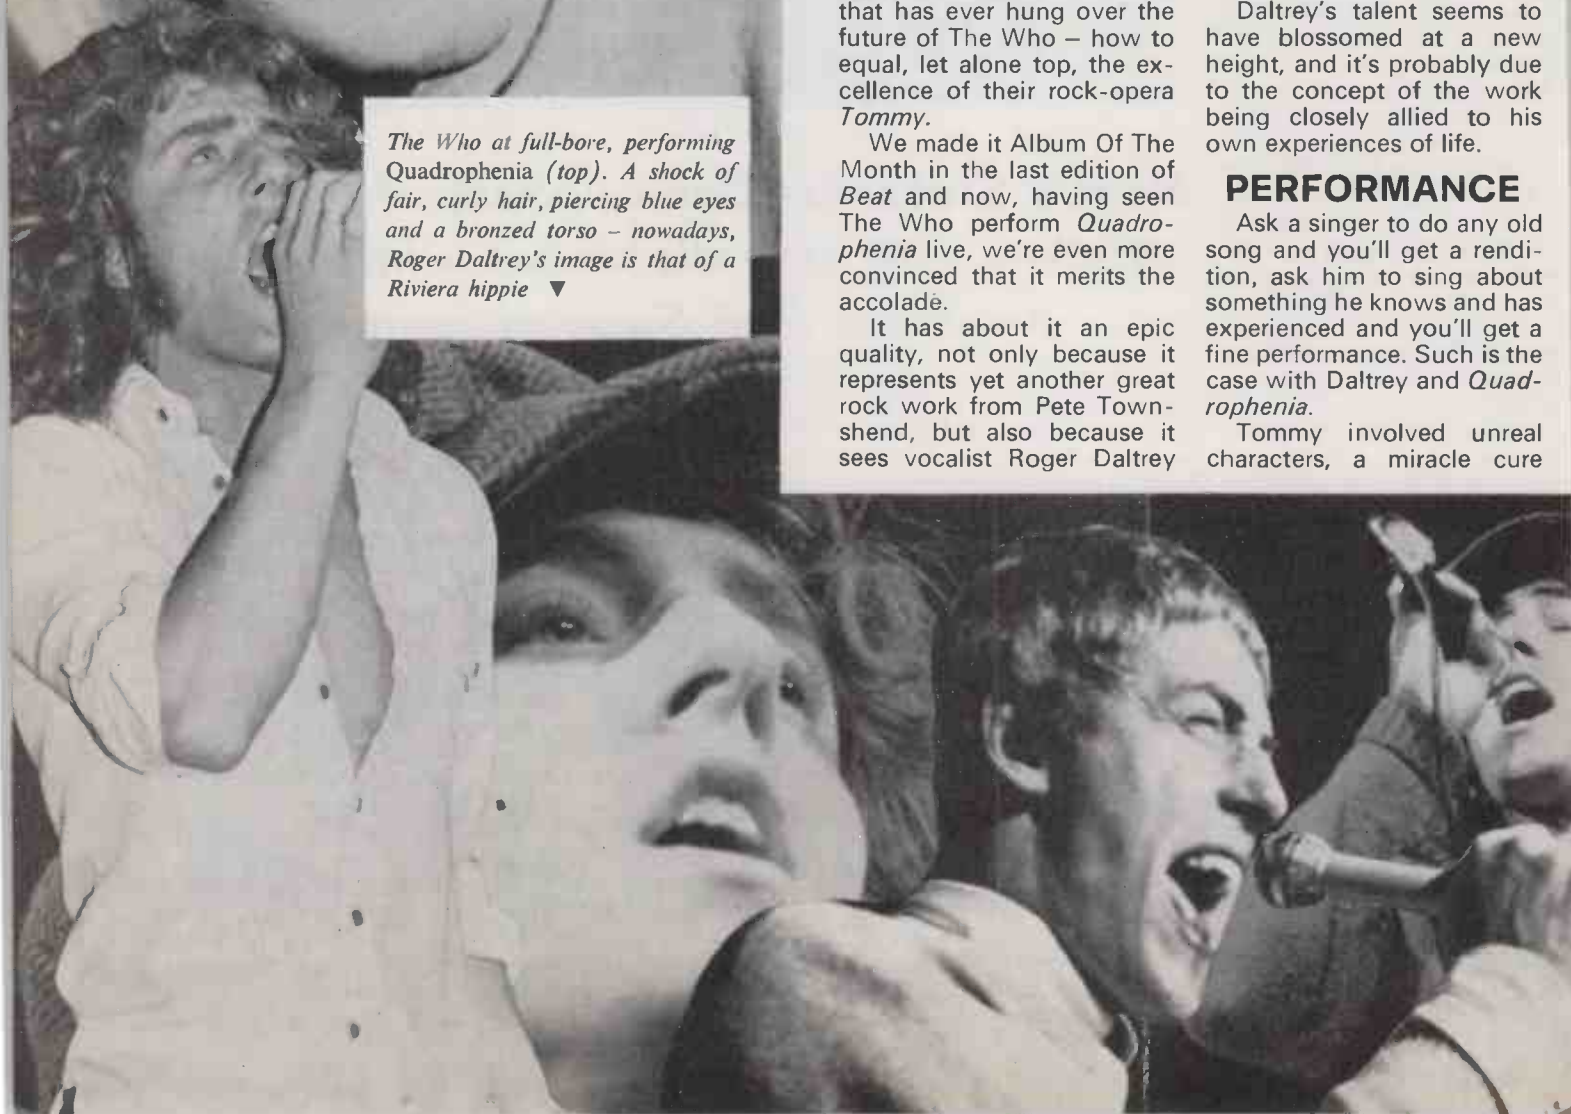 The Who at full-bore, performing
Quadrophenia (top). A shock of
fair, curly hair, piercing blue eyes
and a bronzed torso – nowadays,
Roger Daltrey's image is that of a
Riviera hippie ▼
that has ever hung over the
future of The Who – how to
equal, let alone top, the ex-
cellence of their rock-opera
Tommy.
We made it Album Of The
Month in the last edition of
Beat and now, having seen
The Who perform Quadro-
phenia live, we're even more
convinced that it merits the
accolade.
It has about it an epic
quality, not only because it
represents yet another great
rock work from Pete Town-
shend, but also because it
sees vocalist Roger Daltrey
Daltrey's talent seems to
have blossomed at a new
height, and it's probably due
to the concept of the work
being closely allied to his
own experiences of life.
PERFORMANCE
Ask a singer to do any old
song and you'll get a rendi-
tion, ask him to sing about
something he knows and has
experienced and you'll get a
fine performance. Such is the
case with Daltrey and Quad-
rophenia.
Tommy involved unreal
characters, a miracle cure